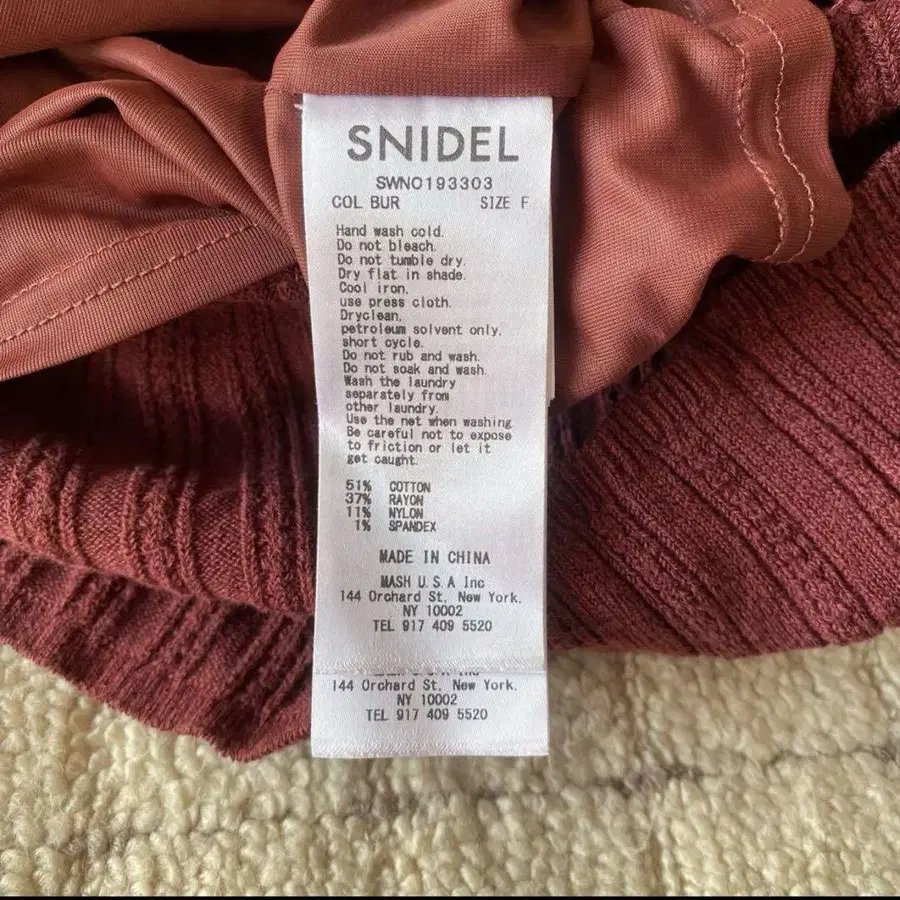 SNIDEL
SWNO193303
COL BUR SIZE F
Hand wash cold.
Do not bleach.
Do not tumble dry.
Dry flat in shade.
Cool iron,
use press cloth.
Dryclean,
petroleum solvent only.
short cycle.
Do not rub and wash.
Do not soak and wash.
Wash the laundry
separately from
other laundry.
Use the net when washing
Be careful not to expose
to friction or let it
get caught.
51% COTTON
37% RAYON
11% NYLON
1% SPANDEX
MADE IN CHINA
MASH U.S.A Inc
144 Orchard St, New York,
NY 10002
TEL 917 409 5520
144 Orchard St, New York,
NY 10002
TEL 917 409 5520